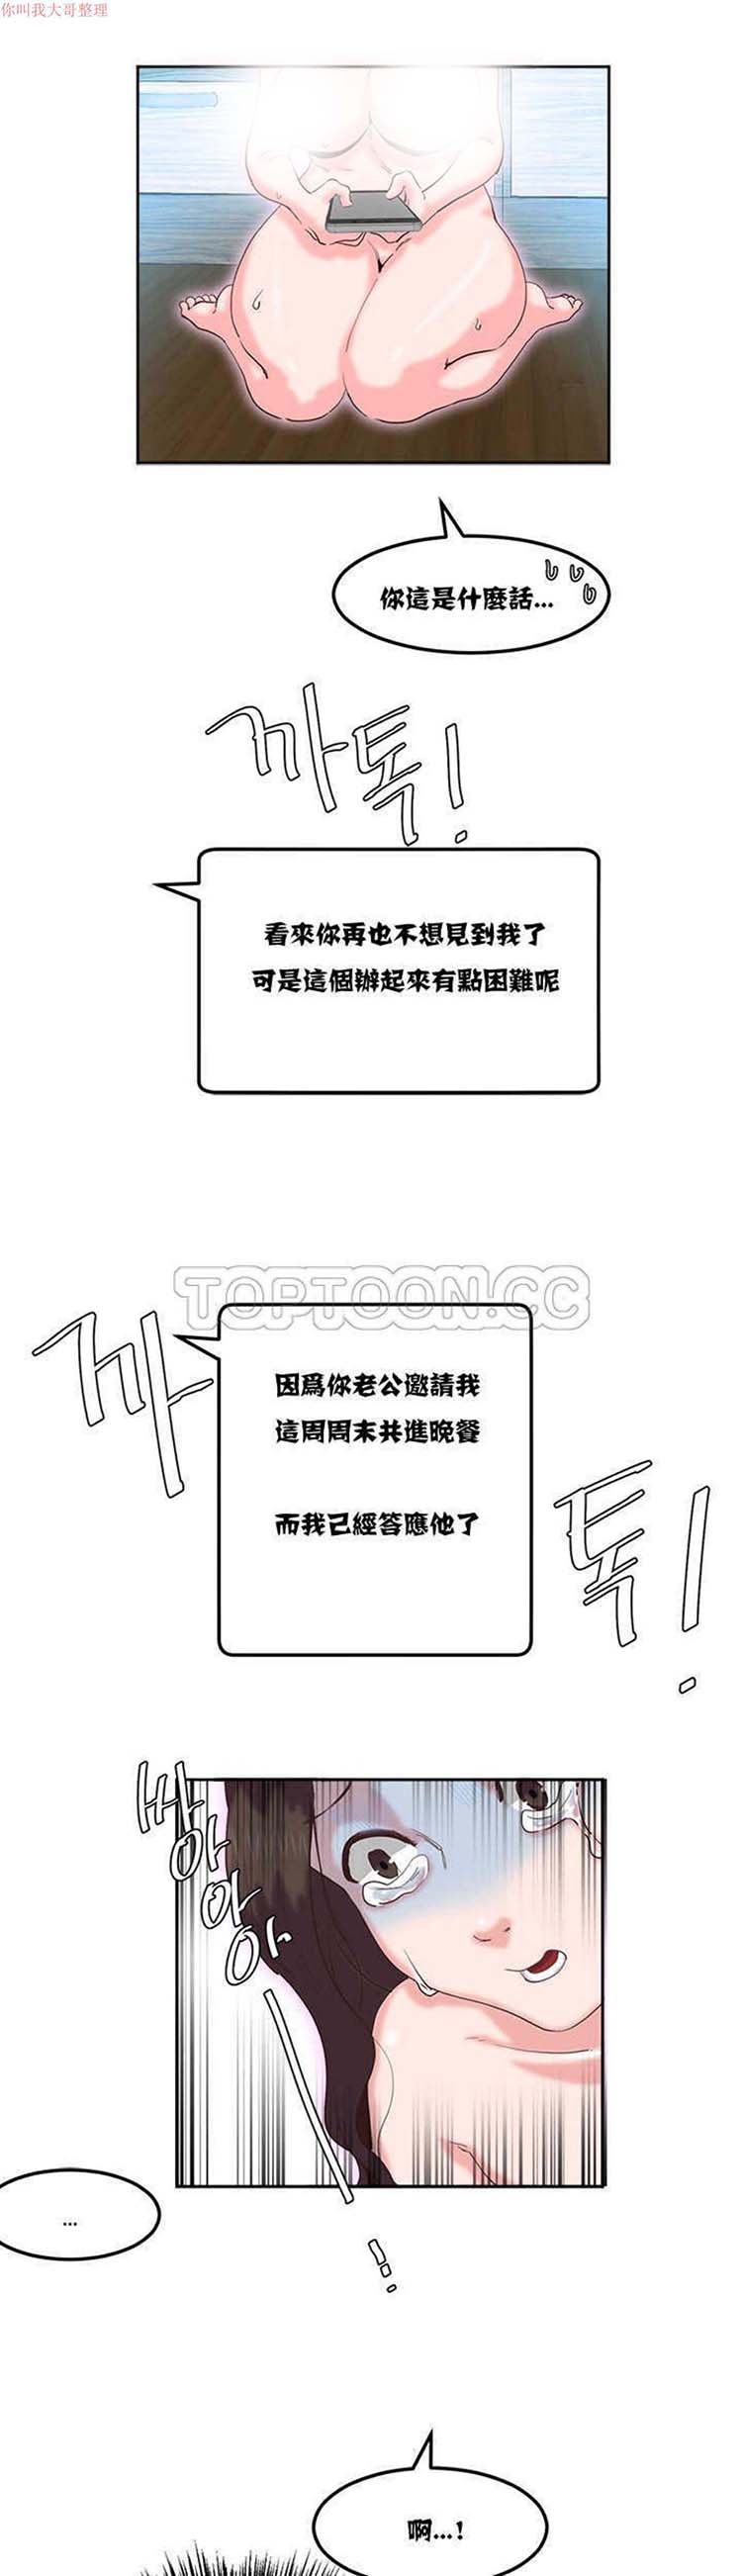 你叫我大哥整理
你這是什麼話...
까톡!
看來你再也不想見到我了
可是這個辦起來有點困難呢
TOPTOON.CC
까톡!
因爲你老公邀請我
這周周末共進晚餐
而我已經答應他了
빠아아아
...
啊...!